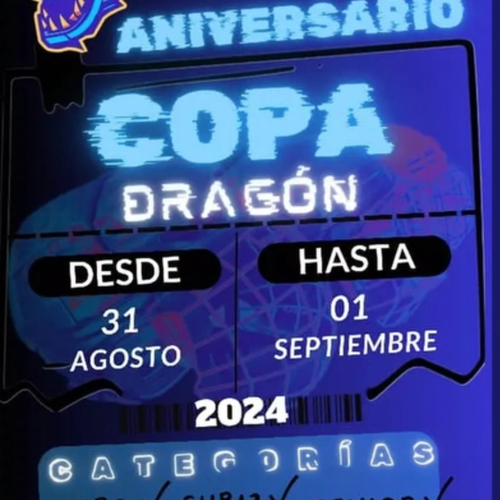 ANIVERSARIO
COPA
DRAGÓN
DESDE HASTA
31 01
AGOSTO SEPTIEMBRE
2024
CATEGORÍAS